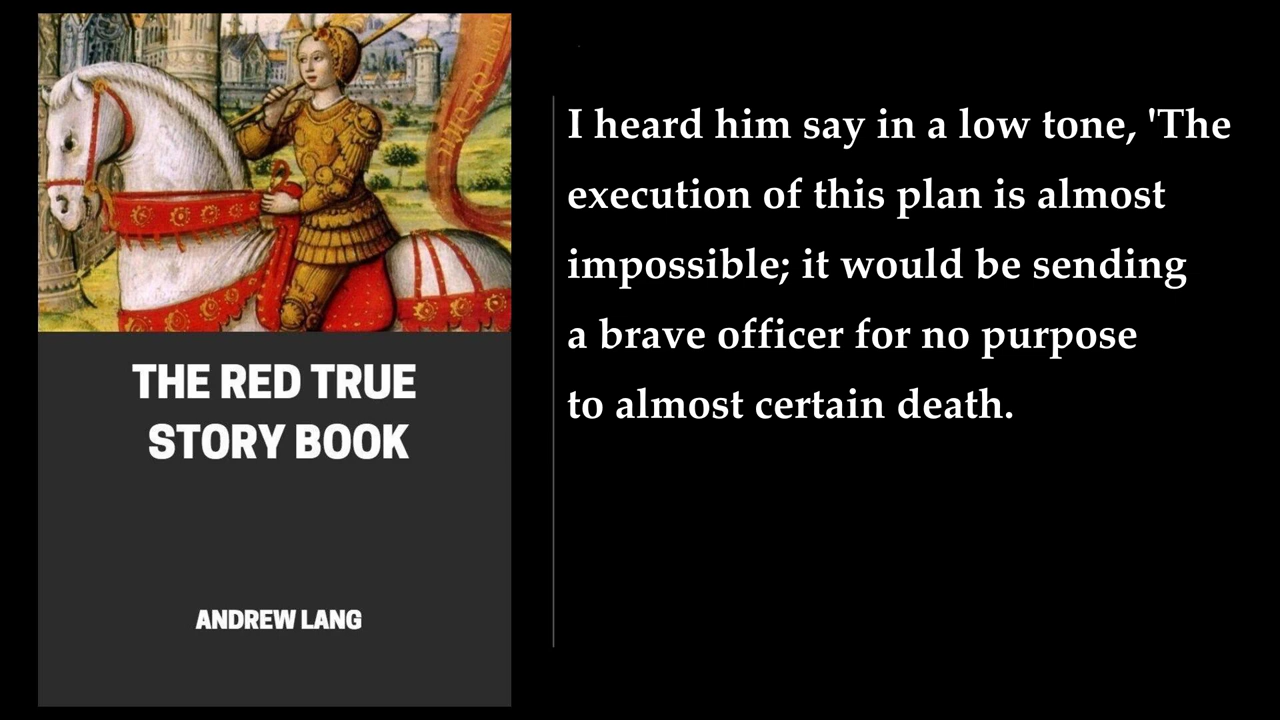 THE RED TRUE
STORY BOOK
ANDREW LANG
I heard him say in a low tone, 'The
execution of this plan is almost
impossible; it would be sending
a brave officer for no purpose
to almost certain death.